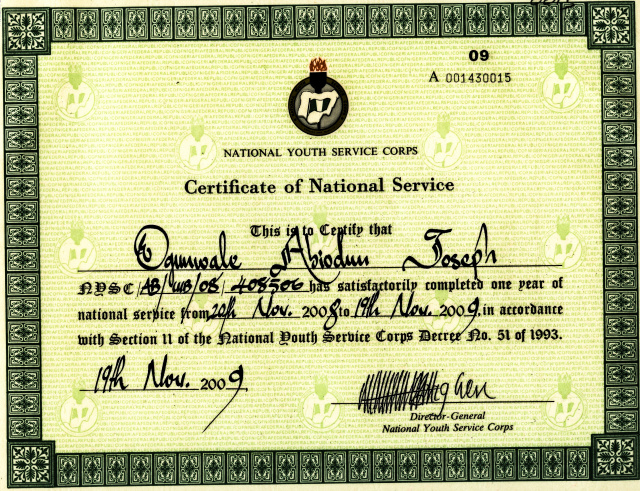 09
A 001430015
NATIONAL YOUTH SERVICE CORPS
Certificate of National Service
This is to Certify that
Ogunwale Abiodun Joseph
NYSC/AB/UIB/08/408506 has satisfactorily completed one year of
national service from 20th Nov. 2008 to 19th Nov. 2009. in accordance
with Section 11 of the National Youth Service Corps Decree No. 51 of 1993.
19th Nov. 2009
Director-General
National Youth Service Corps